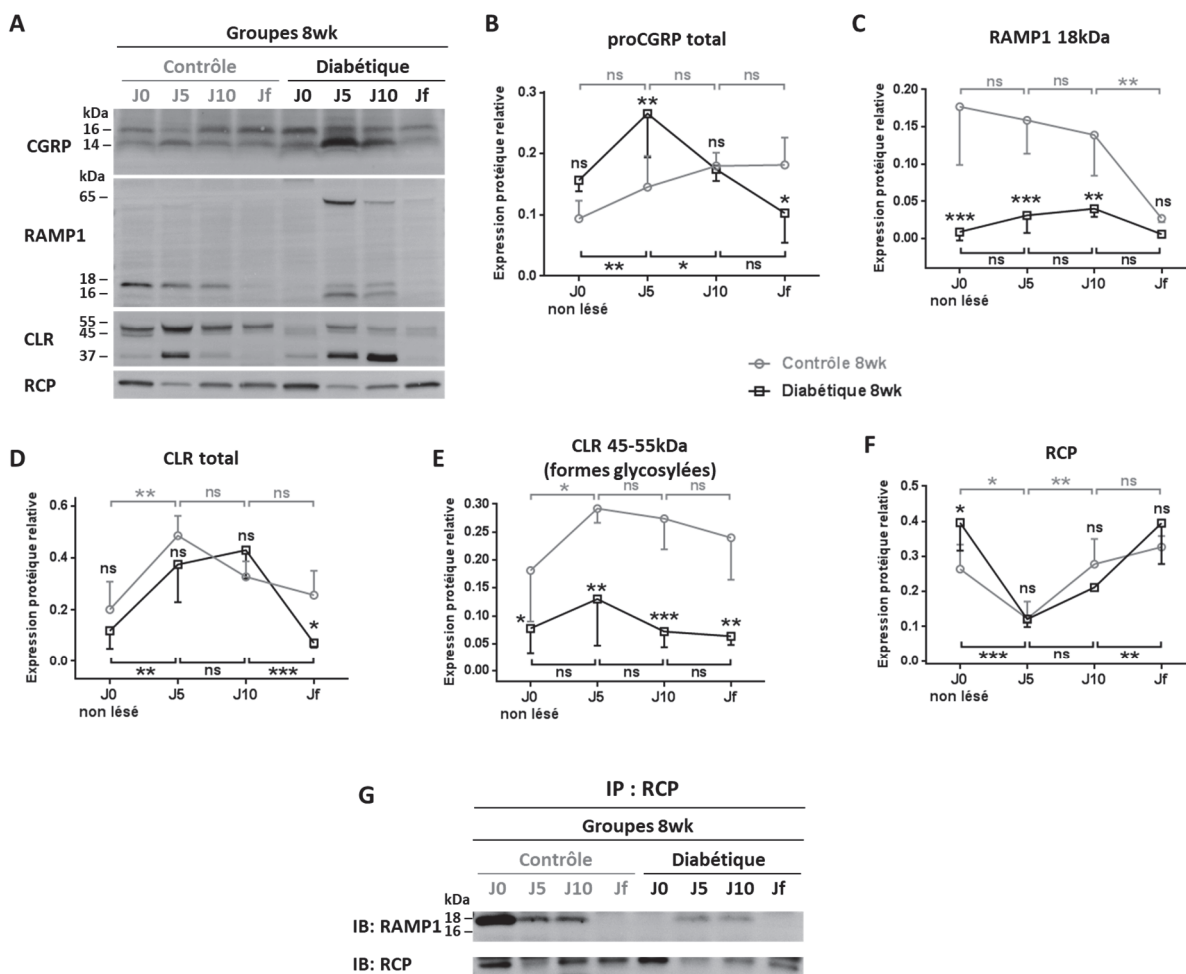 A
Groupes 8wk
Contrôle Diabétique
J0 J5 J10 Jf J0 J5 J10 Jf
kDa
CGRP
16
14
kDa
65
RAMP1
18
16
CLR
55
45
37
RCP
B
proCGRP total
Expression protéique relative
0.3
0.2
0.1
0.0
ns ns ns
ns ** ns *
** * ns
J0 J5 J10 Jf
non lésé
C
RAMP1 18kDa
Expression protéique relative
0.20
0.15
0.10
0.05
0.00
ns ns **
*** *** ** ns
ns ns ns
J0 J5 J10 Jf
non lésé
Contrôle 8wk
Diabétique 8wk
D
CLR total
Expression protéique relative
0.6
0.4
0.2
0.0
** ns ns
ns ns ns *
** ns ***
J0 J5 J10 Jf
non lésé
E
CLR 45-55kDa
(formes glycosylées)
Expression protéique relative
0.30
0.25
0.20
0.15
0.10
0.05
0.00
* ns ns
* ** *** **
ns ns ns
J0 J5 J10 Jf
non lésé
F
RCP
Expression protéique relative
0.5
0.4
0.3
0.2
0.1
0.0
* ** ns
* ns ns ns
*** ns **
J0 J5 J10 Jf
non lésé
G
IP : RCP
Groupes 8wk
Contrôle Diabétique
J0 J5 J10 Jf J0 J5 J10 Jf
kDa
IB: RAMP1
18
16
IB: RCP